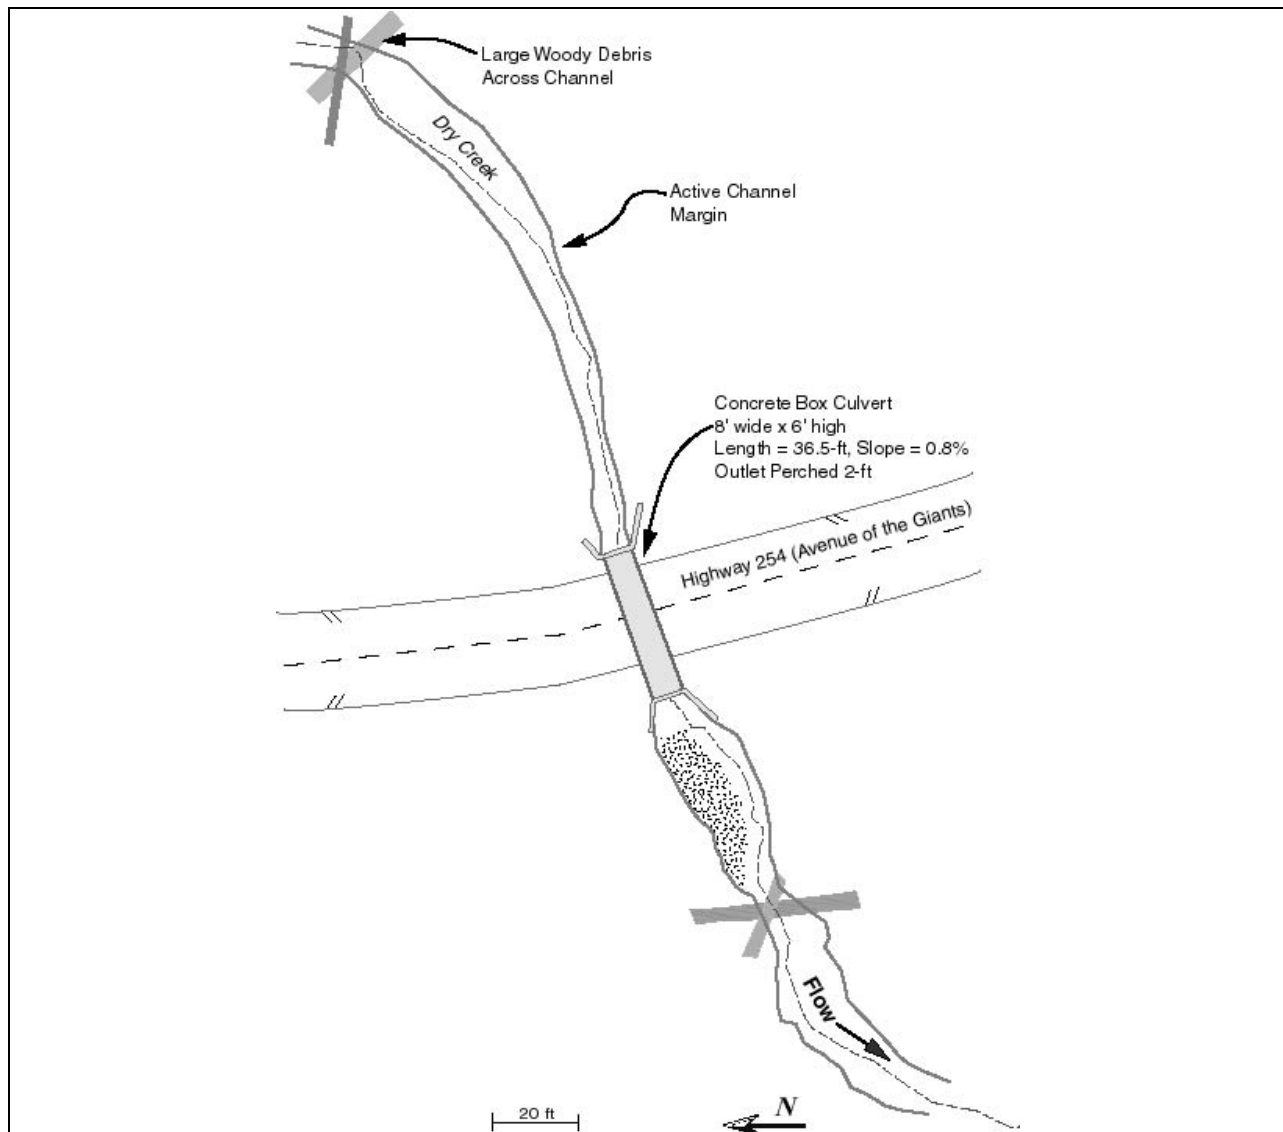 Large Woody Debris
Across Channel
Dry Creek
Active Channel
Margin
Concrete Box Culvert
8' wide x 6' high
Length = 36.5-ft, Slope = 0.8%
Outlet Perched 2-ft
Highway 254 (Avenue of the Giants)
Flow
20 ft
N